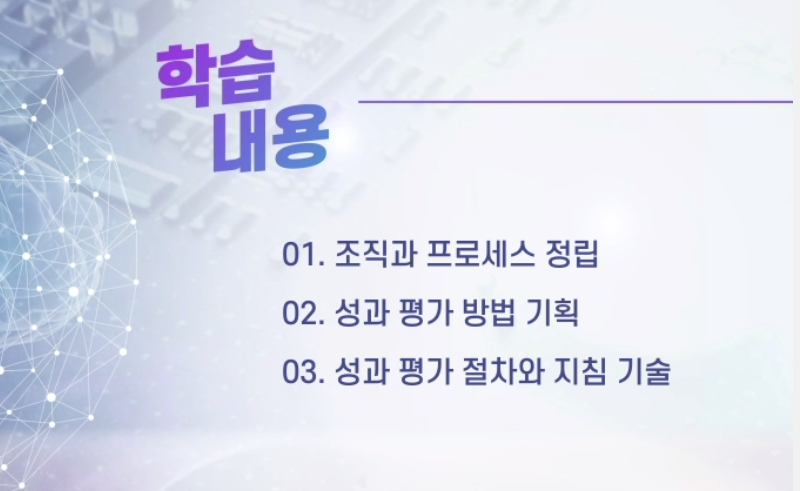 학습
내용
01. 조직과 프로세스 정립
02. 성과 평가 방법 기획
03. 성과 평가 절차와 지침 기술